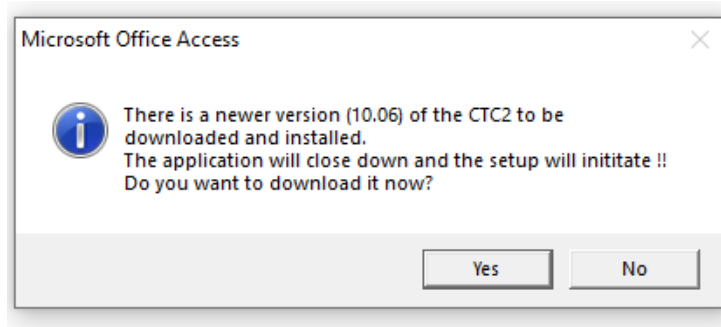 Microsoft Office Access
There is a newer version (10.06) of the CTC2 to be
downloaded and installed.
The application will close down and the setup will inititate !!
Do you want to download it now?
Yes
No